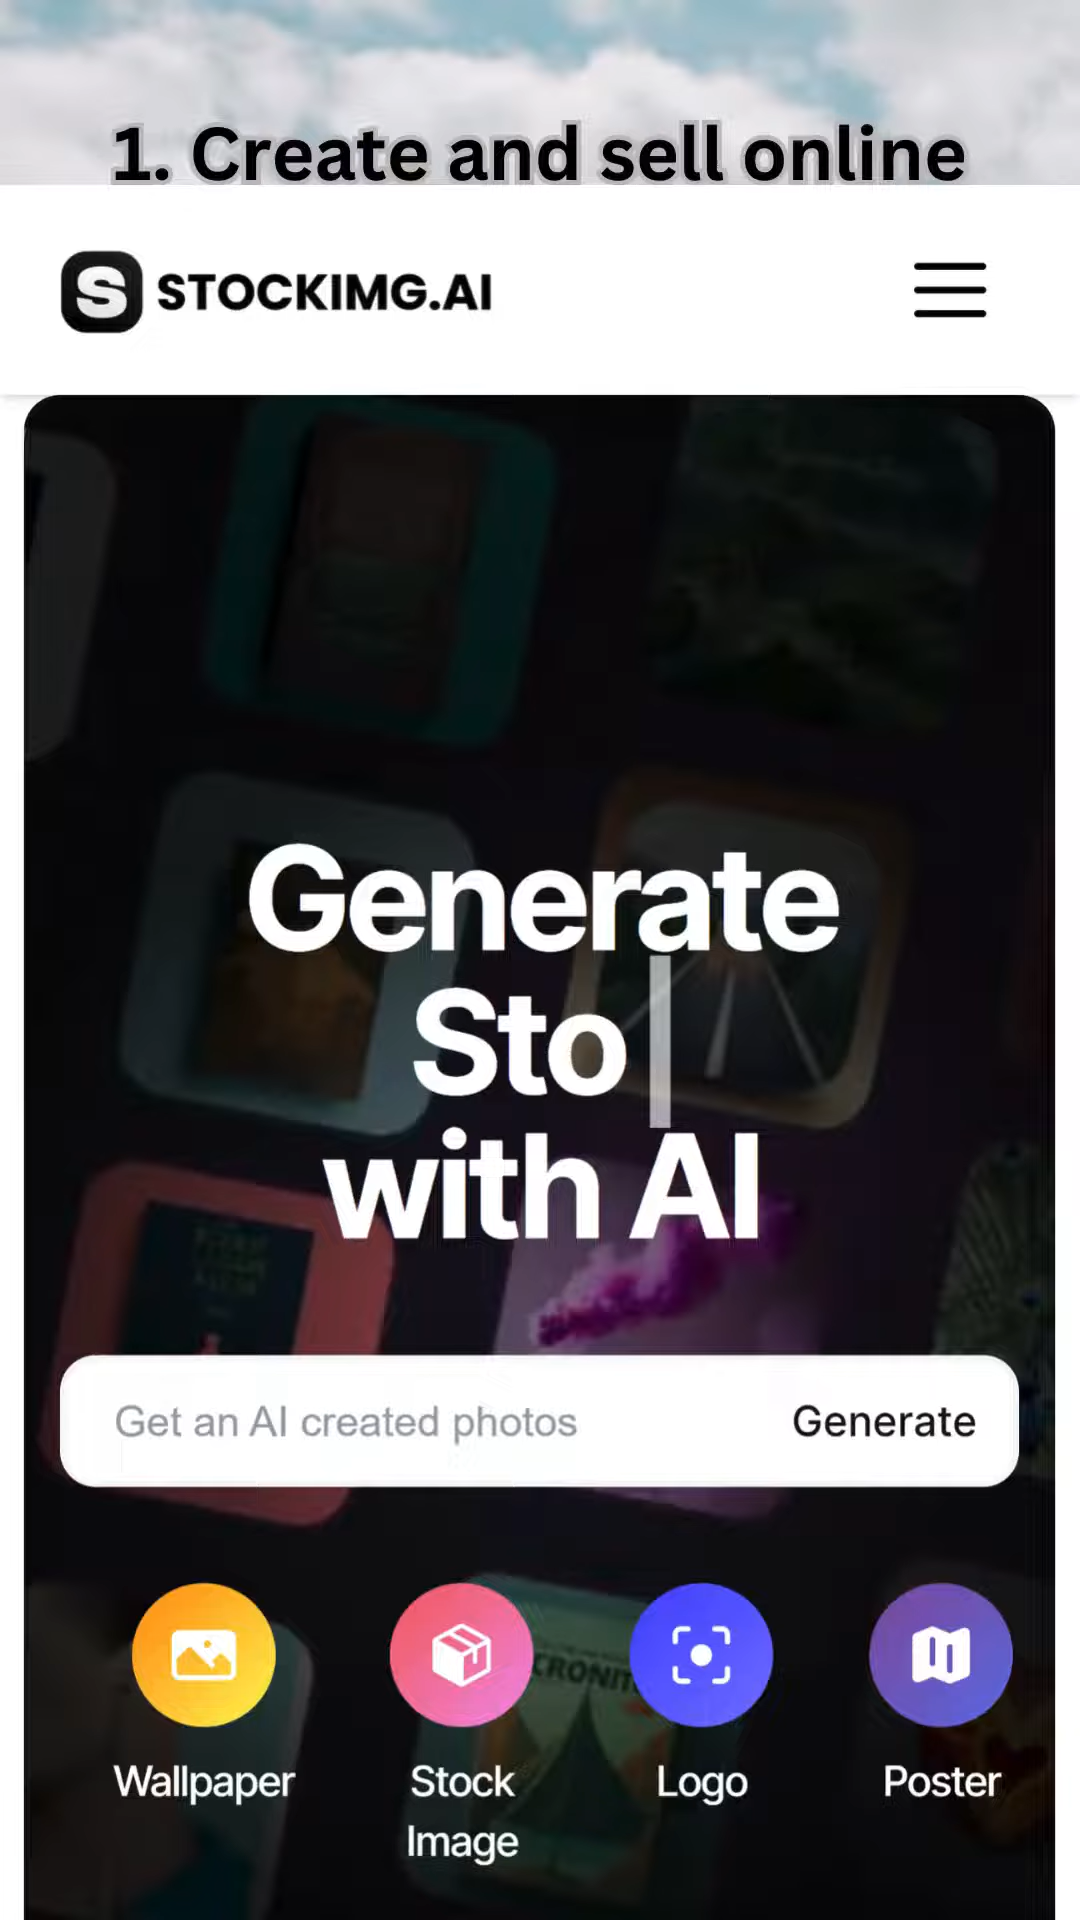 1. Create and sell online
S STOCKIMG.AI
Generate
Sto
with AI
Get an AI created photos Generate
Wallpaper Stock Image Logo Poster